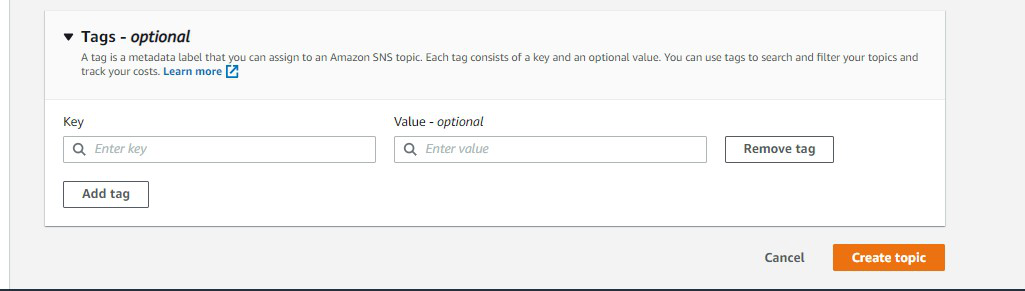 Tags - optional
A tag is a metadata label that you can assign to an Amazon SNS topic. Each tag consists of a key and an optional value. You can use tags to search and filter your topics and
track your costs. Learn more
Key
Value - optional
Enter key
Enter value
Remove tag
Add tag
Cancel
Create topic